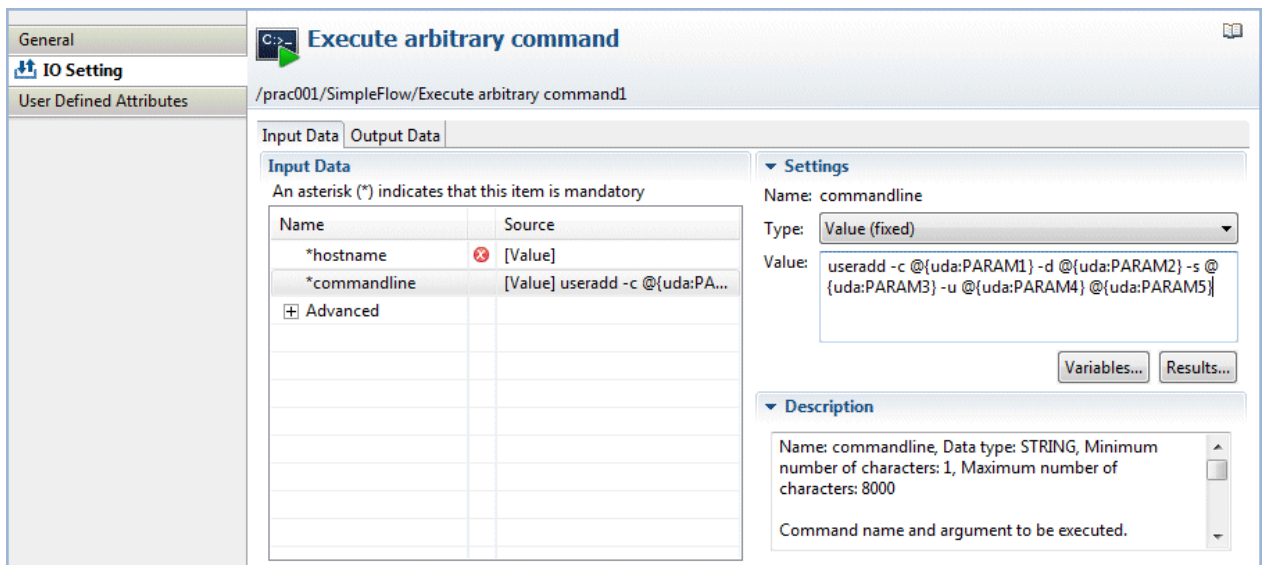 General
IO Setting
User Defined Attributes
C:>_
Execute arbitrary command
/prac001/SimpleFlow/Execute arbitrary command1
Input Data
Output Data
Input Data
An asterisk (*) indicates that this item is mandatory
Name
Source
*hostname
[Value]
*commandline
[Value] useradd -c @{uda:PA...
Advanced
Settings
Name: commandline
Type: Value (fixed)
Value: useradd -c @{uda:PARAM1} -d @{uda:PARAM2} -s @
{uda:PARAM3} -u @{uda:PARAM4} @{uda:PARAM5}
Variables...
Results...
Description
Name: commandline, Data type: STRING, Minimum
number of characters: 1, Maximum number of
characters: 8000
Command name and argument to be executed.